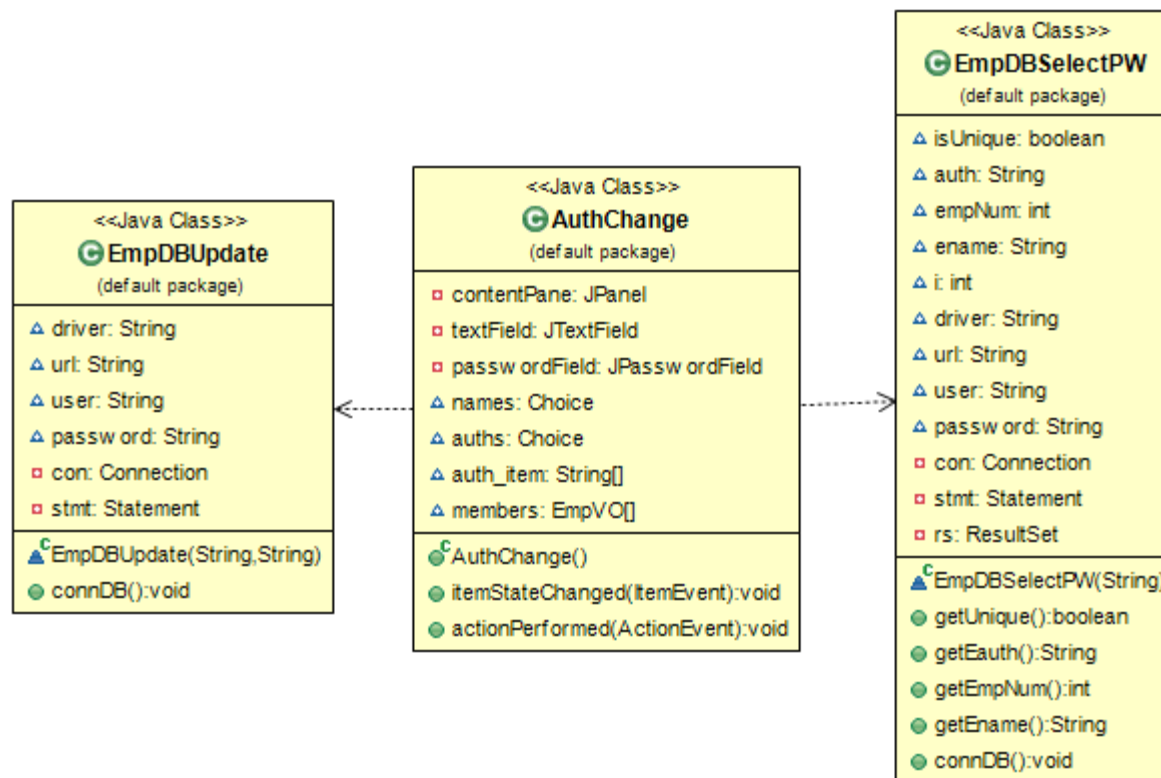 <<Java Class>>
EmpDBUpdate
(default package)
driver: String
url: String
user: String
password: String
con: Connection
stmt: Statement
EmpDBUpdate(String,String)
connDB():void
<<Java Class>>
AuthChange
(default package)
contentPane: JPanel
textField: JTextField
passwordField: JPasswordField
names: Choice
auths: Choice
auth_item: String[]
members: EmpVO[]
AuthChange()
itemStateChanged(ItemEvent):void
actionPerformed(ActionEvent):void
<<Java Class>>
EmpDBSelectPW
(default package)
isUnique: boolean
auth: String
empNum: int
ename: String
i: int
driver: String
url: String
user: String
password: String
con: Connection
stmt: Statement
rs: ResultSet
EmpDBSelectPW(String)
getUnique():boolean
getEauth():String
getEmpNum():int
getEname():String
connDB():void